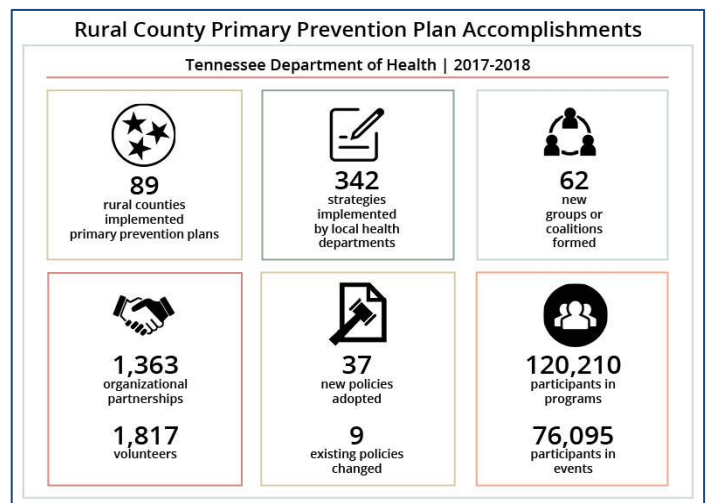 Rural County Primary Prevention Plan Accomplishments
Tennessee Department of Health | 2017-2018
89
rural counties
implemented
primary prevention plans
342
strategies
implemented
by local health
departments
62
new
groups or
coalitions
formed
1,363
organizational
partnerships
1,817
volunteers
37
new policies
adopted
9
existing policies
changed
120,210
participants in
programs
76,095
participants in
events